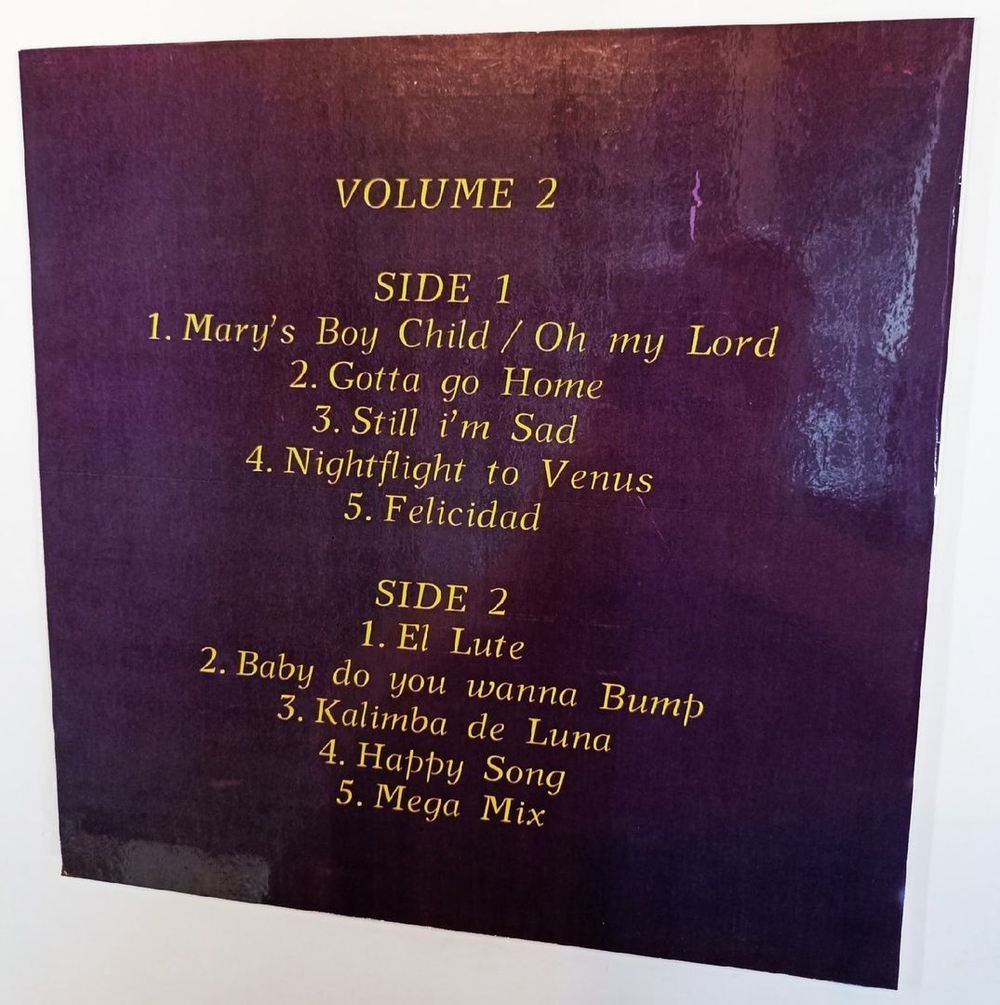 VOLUME 2
SIDE 1
1. Mary's Boy Child / Oh my Lord
2. Gotta go Home
3. Still i'm Sad
4. Nightflight to Venus
5. Felicidad
SIDE 2
1. El Lute
2. Baby do you wanna Bump
3. Kalimba de Luna
4. Happy Song
5. Mega Mix